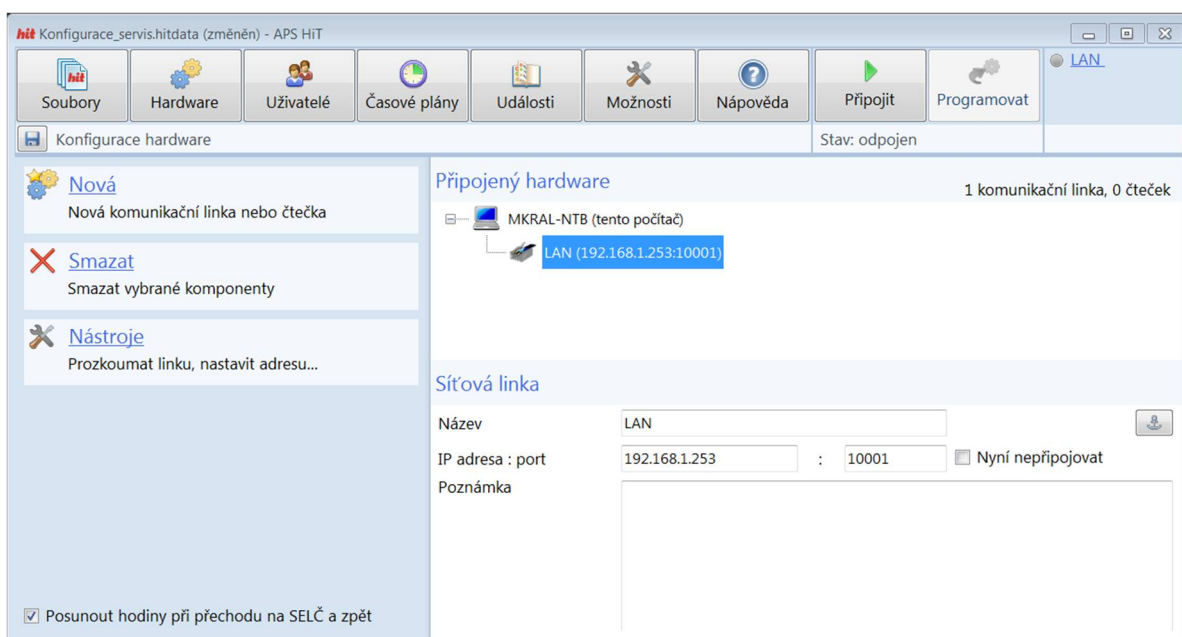 hit Konfigurace_servis.hitdata (změněn) - APS HiT
hit
Soubory Hardware Uživatelé Časové plány Události Možnosti Nápověda Připojit Programovat LAN
Konfigurace hardware Stav: odpojen
Nová
Nová komunikační linka nebo čtečka
Smazat
Smazat vybrané komponenty
Nástroje
Prozkoumat linku, nastavit adresu...
Posunout hodiny při přechodu na SELČ a zpět
Připojený hardware
1 komunikační linka, 0 čteček
MKRAL-NTB (tento počítač)
LAN (192.168.1.253:10001)
Síťová linka
Název LAN
IP adresa : port 192.168.1.253 : 10001 Nyní nepřipojovat
Poznámka